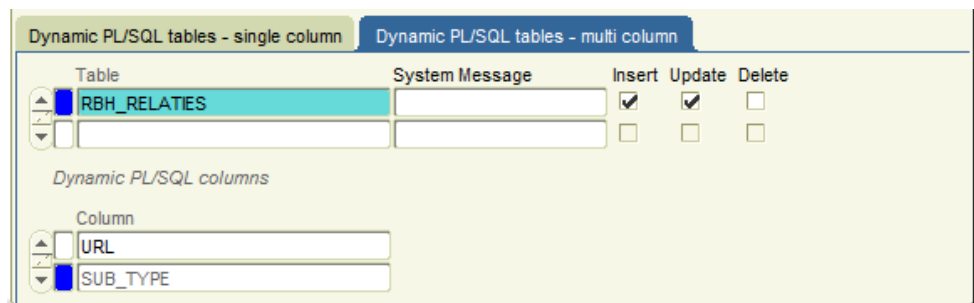 Dynamic PL/SQL tables - single column Dynamic PL/SQL tables - multi column
Table System Message Insert Update Delete
RBH_RELATIES
Dynamic PL/SQL columns
Column
URL
SUB_TYPE